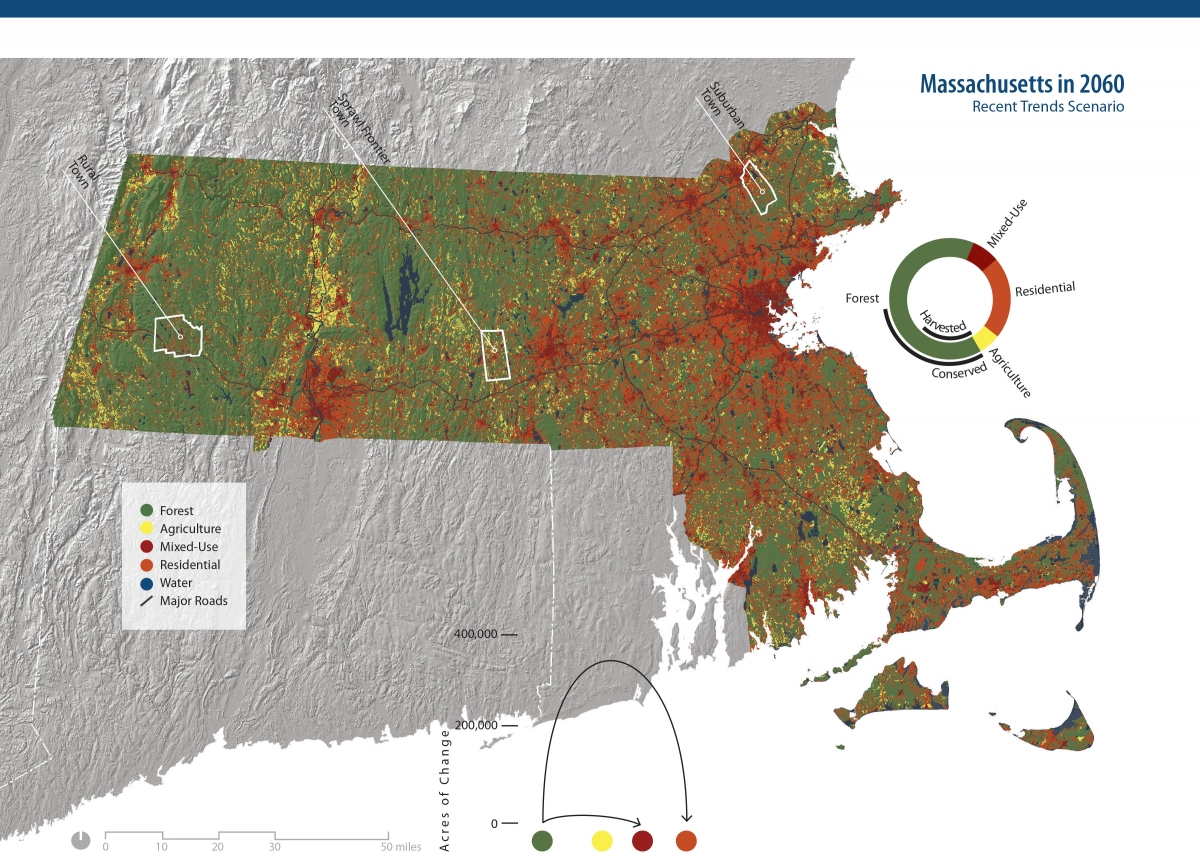 Massachusetts in 2060
Recent Trends Scenario
Rural
Town
Sprawl Frontier
Town
Suburban
Town
Mixed-Use
Residential
Forest
Harvested
Conserved
Agriculture
Forest
Agriculture
Mixed-Use
Residential
Water
Major Roads
400,000
200,000
0
Acres of Change
0
10
20
30
50 miles